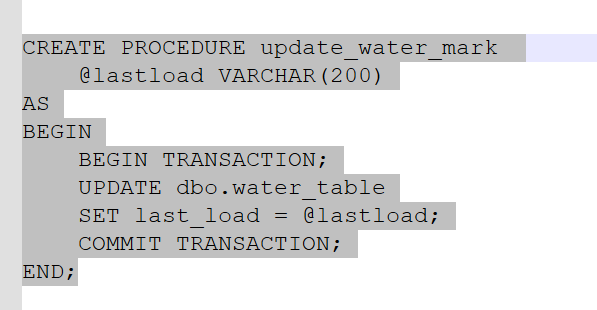 CREATE PROCEDURE update_water_mark
    @lastload VARCHAR(200)
AS
BEGIN
    BEGIN TRANSACTION;
    UPDATE dbo.water_table
    SET last_load = @lastload;
    COMMIT TRANSACTION;
END;